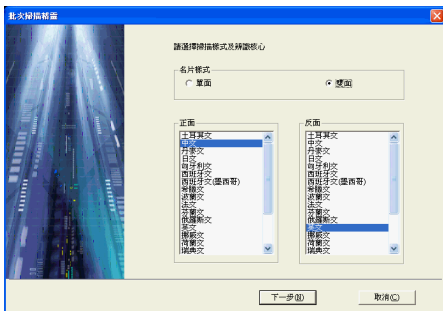 批次掃描精靈
請選擇掃描樣式及辨識核心
名片樣式
單面
雙面
正面
土耳其文
中文
丹麥文
日文
匈牙利文
西班牙文
西班牙文(墨西哥)
希臘文
波蘭文
法文
芬蘭文
俄羅斯文
英文
挪威文
荷蘭文
瑞典文
反面
土耳其文
中文
丹麥文
日文
匈牙利文
西班牙文
西班牙文(墨西哥)
希臘文
波蘭文
法文
芬蘭文
俄羅斯文
英文
挪威文
荷蘭文
瑞典文
下一步(N)
取消(C)